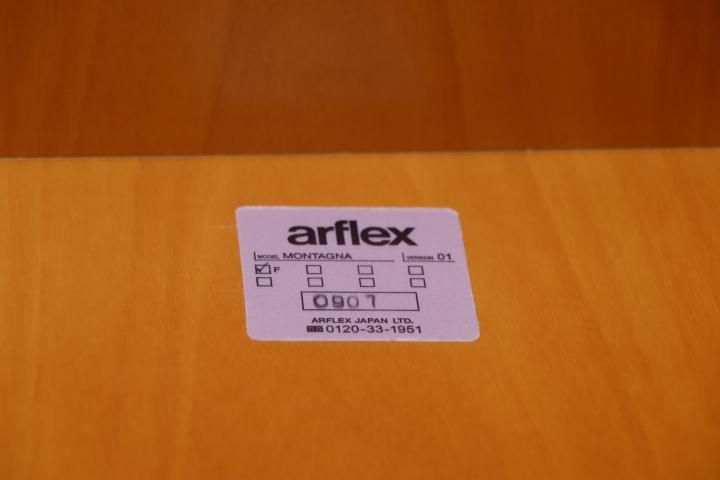 arflex
MODEL MONTAGNA VERSION 01
☑ F ☐ ☐ ☐
☐ ☐ ☐ ☐
0907
ARFLEX JAPAN LTD.
0120-33-1951